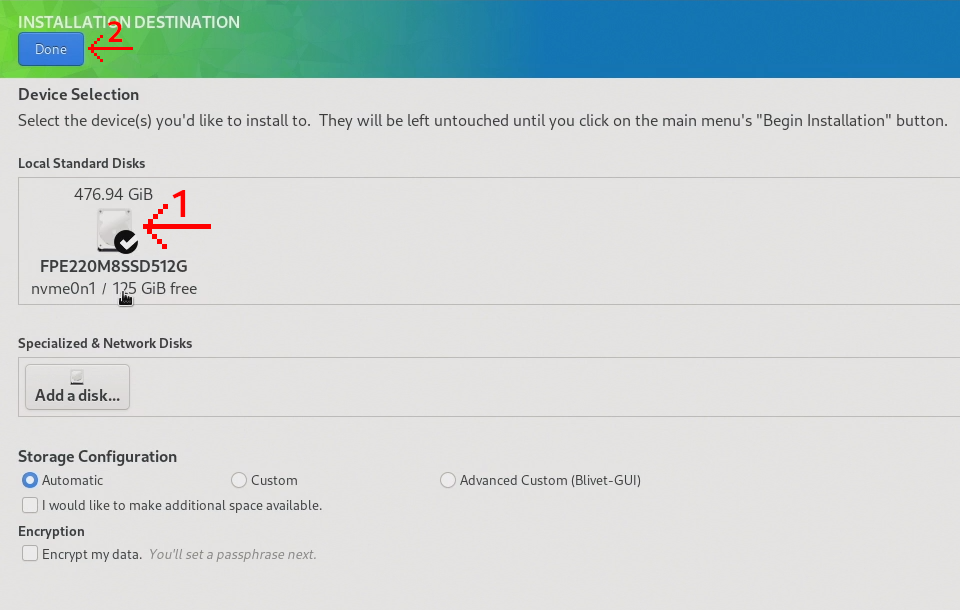 INSTALLATION DESTINATION
Done
2
Device Selection
Select the device(s) you'd like to install to.  They will be left untouched until you click on the main menu's "Begin Installation" button.
Local Standard Disks
476.94 GiB
1
FPE220M8SSD512G
nvme0n1 / 125 GiB free
Specialized & Network Disks
Add a disk...
Storage Configuration
Automatic Custom Advanced Custom (Blivet-GUI)
I would like to make additional space available.
Encryption
Encrypt my data. You'll set a passphrase next.